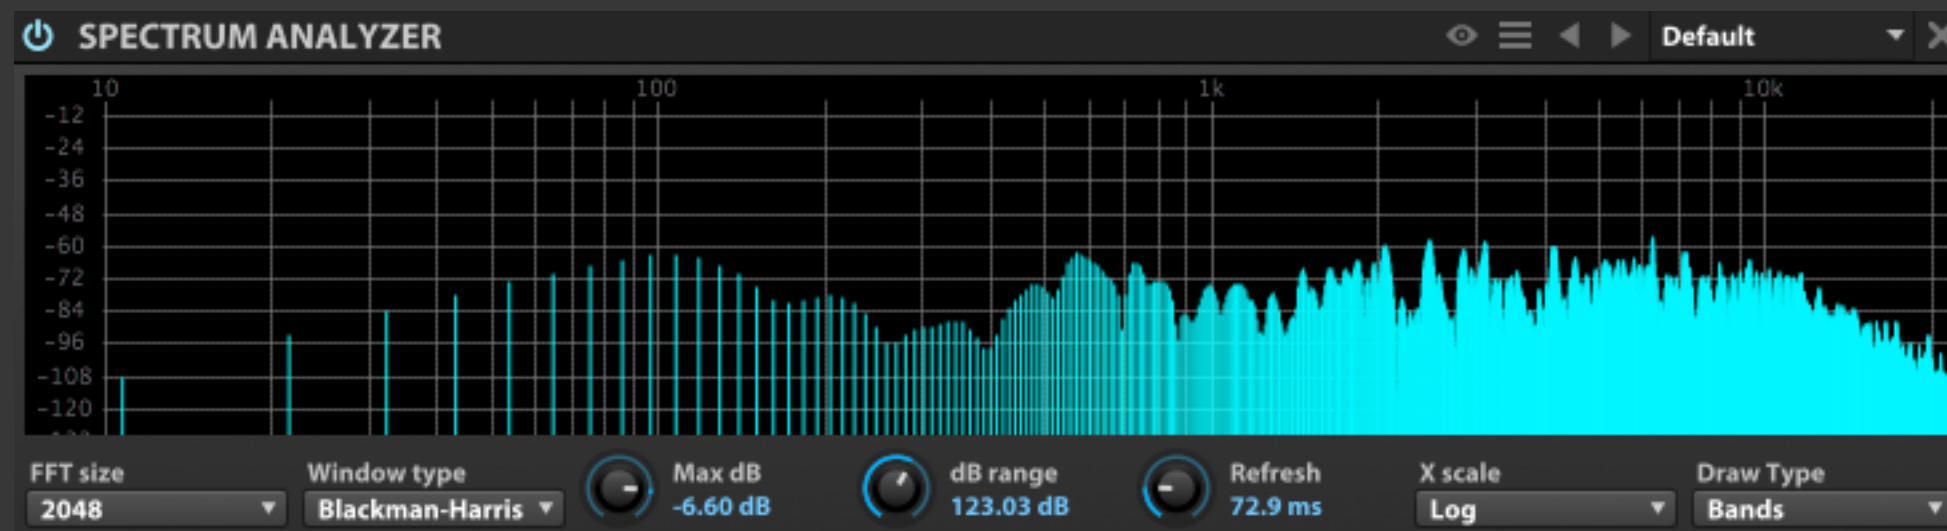 SPECTRUM ANALYZER
Default
10 100 1k 10k
-12
-24
-36
-48
-60
-72
-84
-96
-108
-120
FFT size Window type Max dB dB range Refresh X scale Draw Type
2048 Blackman-Harris -6.60 dB 123.03 dB 72.9 ms Log Bands